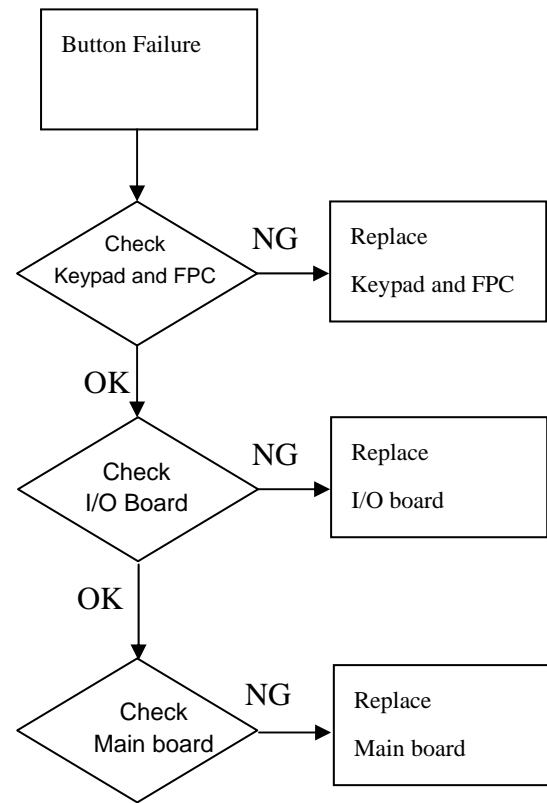 Button Failure
Check
Keypad and FPC
NG
Replace
Keypad and FPC
OK
Check
I/O Board
NG
Replace
I/O board
OK
Check
Main board
NG
Replace
Main board